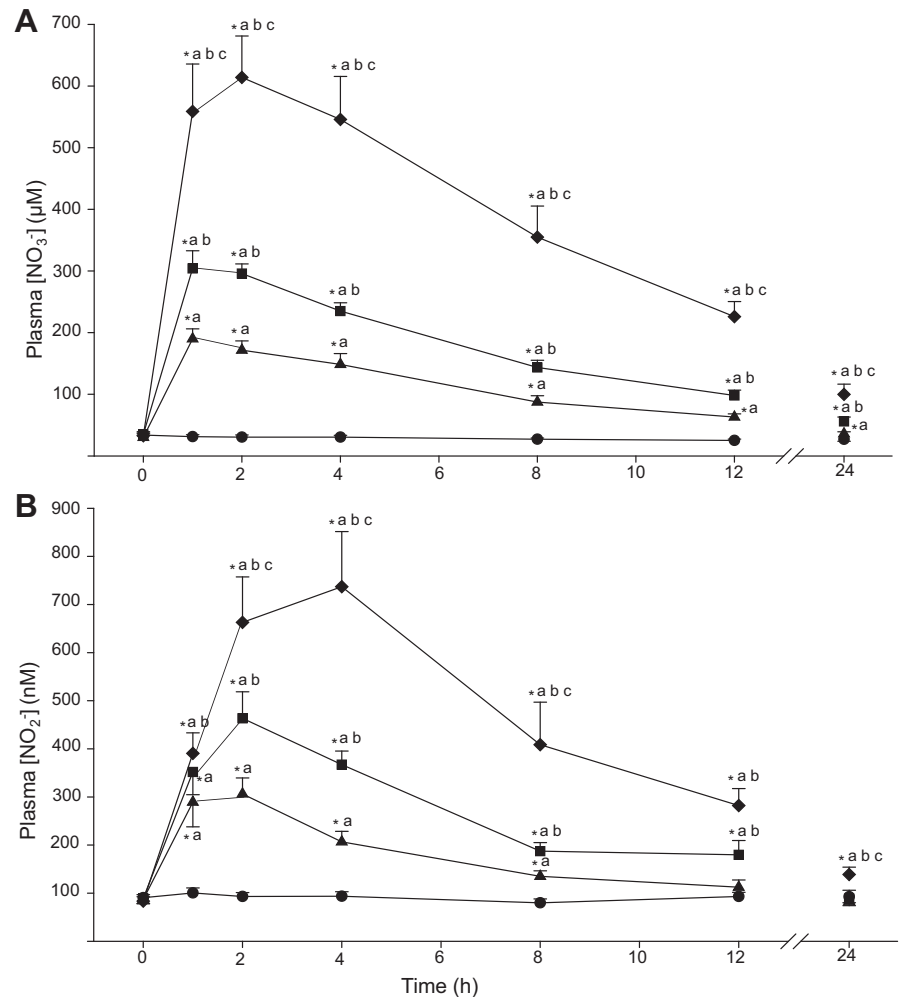 A
Plasma [NO3-] (µM)
700
600
500
400
300
200
100
*a b c
*a b c
*a b c
*a b c
*a b c
*a b c
*a b
*a b
*a b
*a b
*a b
*a b
*a
*a
*a
*a
*a
*a
0 2 4 6 8 10 12 24
B
Plasma [NO2-] (nM)
900
800
700
600
500
400
300
200
100
*a b c
*a b c
*a b c
*a b c
*a b
*a b
*a b
*a b
*a b
*a b
*a
*a
*a
*a
*a
0 2 4 6 8 10 12 24
Time (h)